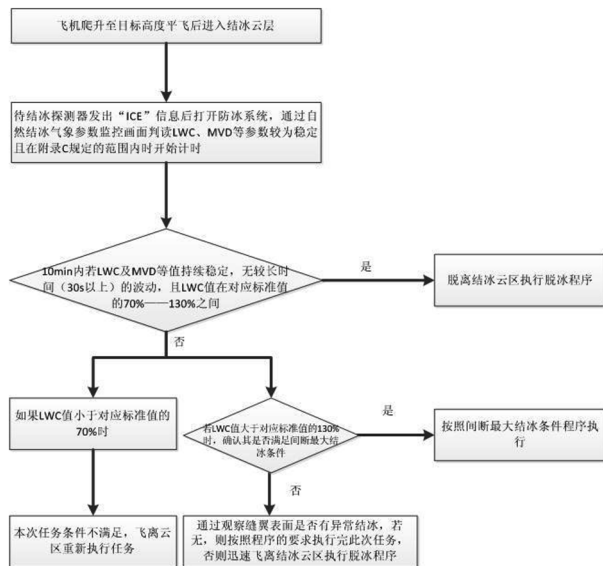 飞机爬升至目标高度平飞后进入结冰云层
待结冰探测器发出“ICE”信息后打开防冰系统，通过自
然结冰气象参数监控画面判读LWC、MVD等参数较为稳定
且在附录C规定的范围内时开始计时
10min内若LWC及MVD等值持续稳定，无较长时
间（30s以上）的波动，且LWC值在对应标准值
的70%——130%之间
是
脱离结冰云区执行脱冰程序
否
如果LWC值小于对应标准值的
70%时
若LWC值大于对应标准值的130%
时，确认其是否满足间断最大结
冰条件
是
按照间断最大结冰条件程序执
行
否
本次任务条件不满足，飞离云
区重新执行任务
通过观察缝翼表面是否有异常结冰，若
无，则按照程序的要求执行完此次任务，
否则迅速飞离结冰云区执行脱冰程序